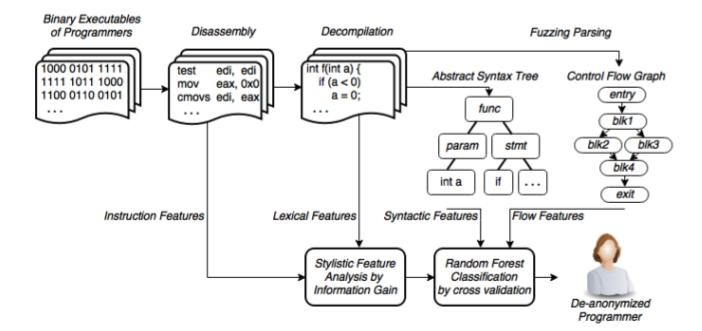 Binary Executables
of Programmers
Disassembly
Decompilation
Fuzzing Parsing
1000 0101 1111
1111 1011 1000
1100 0110 0101
...
test edi, edi
mov eax, 0x0
cmovs edi, eax
...
int f(int a) {
if (a < 0)
a = 0;
...
Abstract Syntax Tree
func
param
stmt
int a
if
...
Control Flow Graph
entry
blk1
blk2
blk3
blk4
exit
Instruction Features
Lexical Features
Syntactic Features
Flow Features
Stylistic Feature
Analysis by
Information Gain
Random Forest
Classification
by cross validation
De-anonymized
Programmer